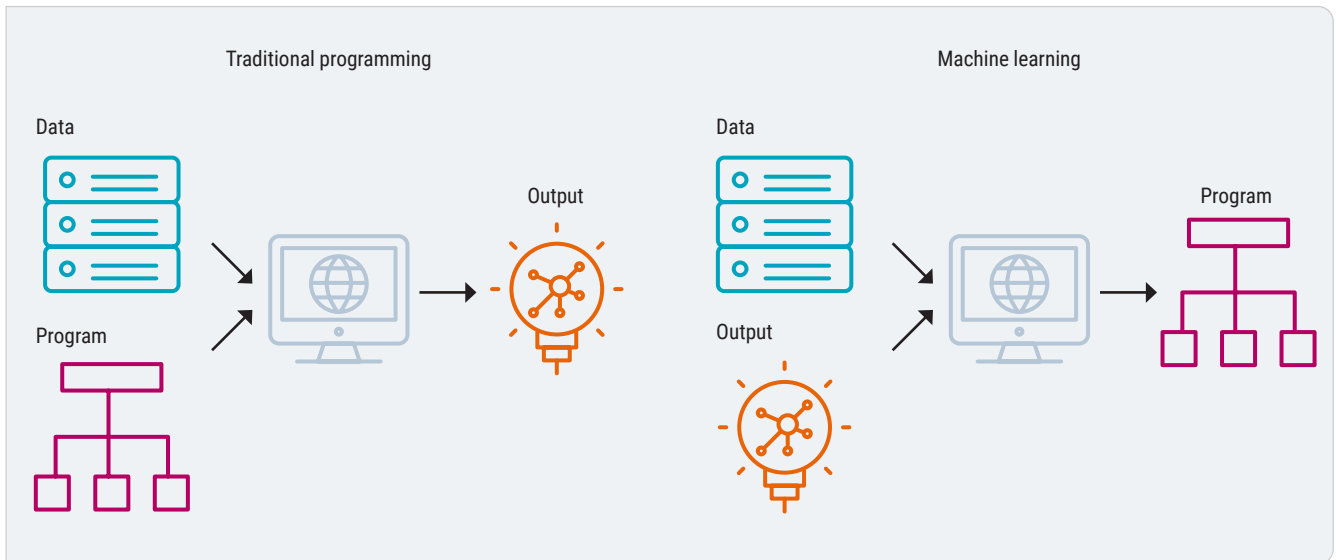 Traditional programming
Data
Program
Output
Machine learning
Data
Output
Program